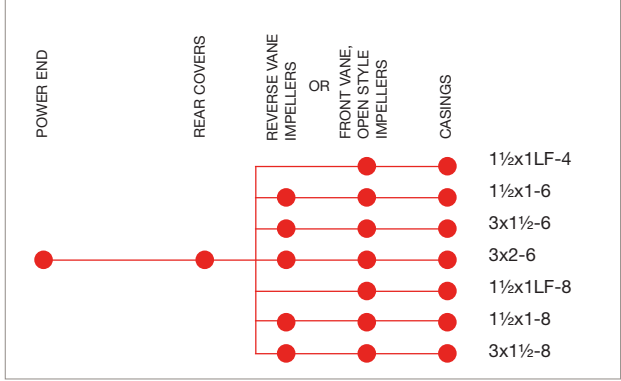 POWER END
REAR COVERS
REVERSE VANE
IMPELLERS
OR
FRONT VANE,
OPEN STYLE
IMPELLERS
CASINGS
1½x1LF-4
1½x1-6
3x1½-6
3x2-6
1½x1LF-8
1½x1-8
3x1½-8